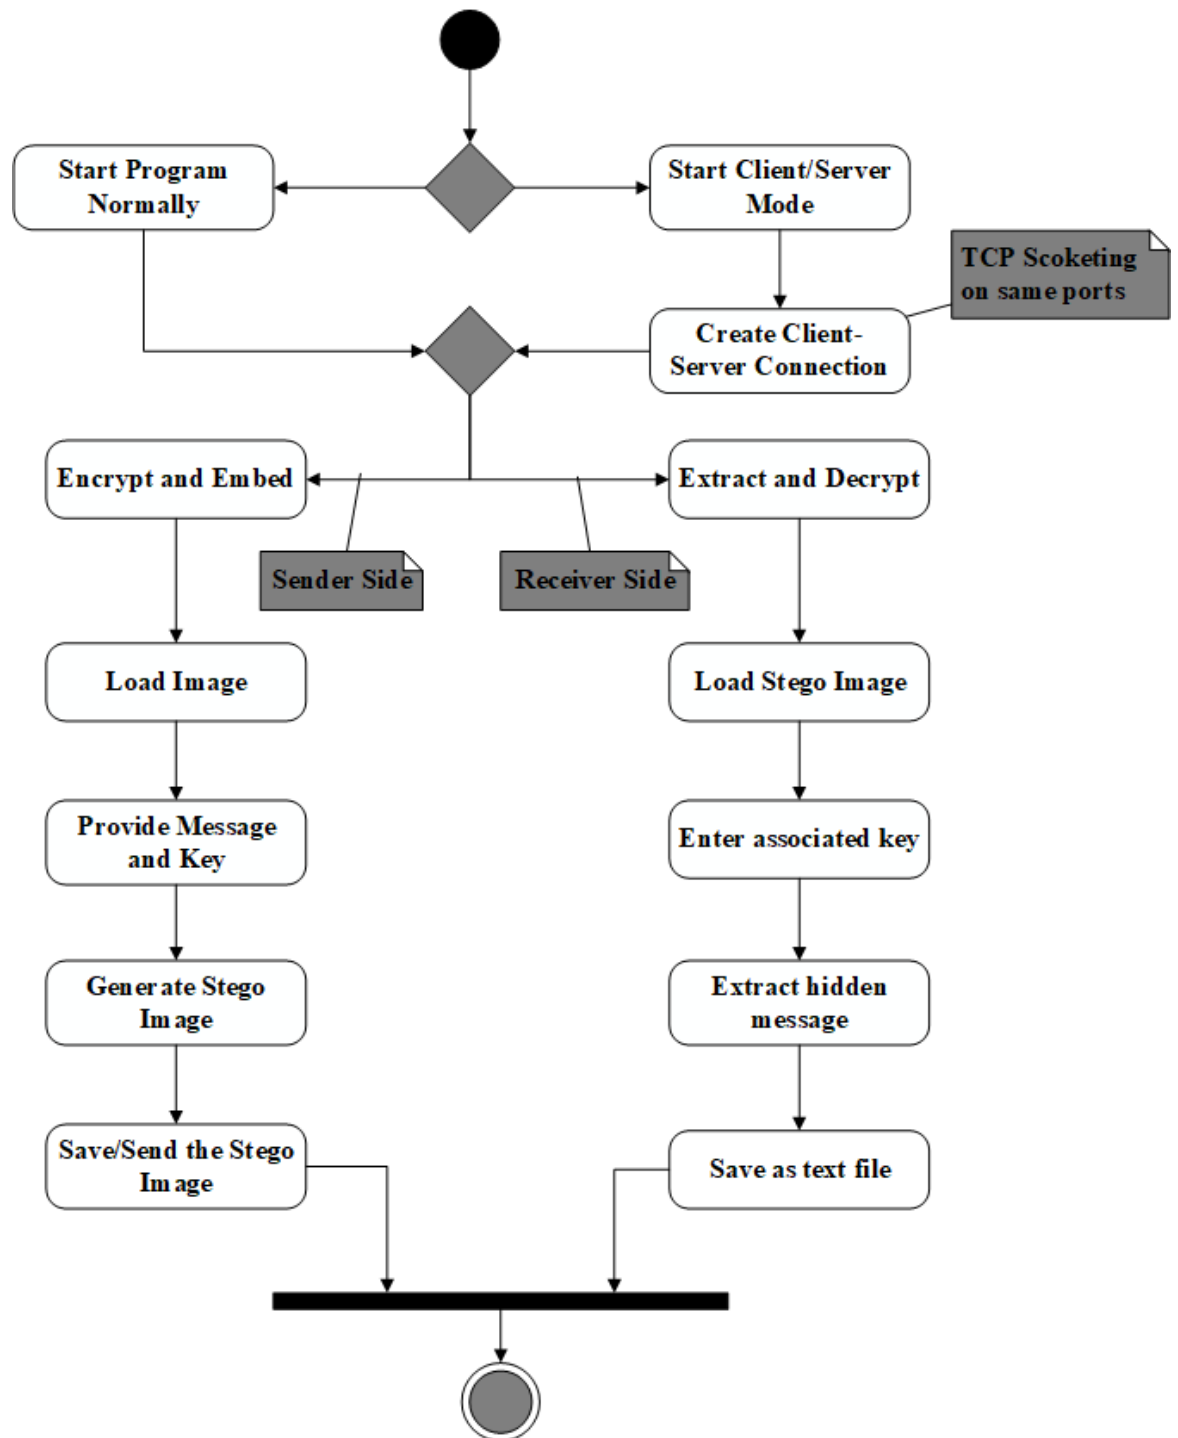 Start Program
Normally
Start Client/Server
Mode
TCP Scoketing
on same ports
Create Client-
Server Connection
Encrypt and Embed
Extract and Decrypt
Sender Side
Receiver Side
Load Image
Load Stego Image
Provide Message
and Key
Enter associated key
Generate Stego
Image
Extract hidden
message
Save/Send the Stego
Image
Save as text file